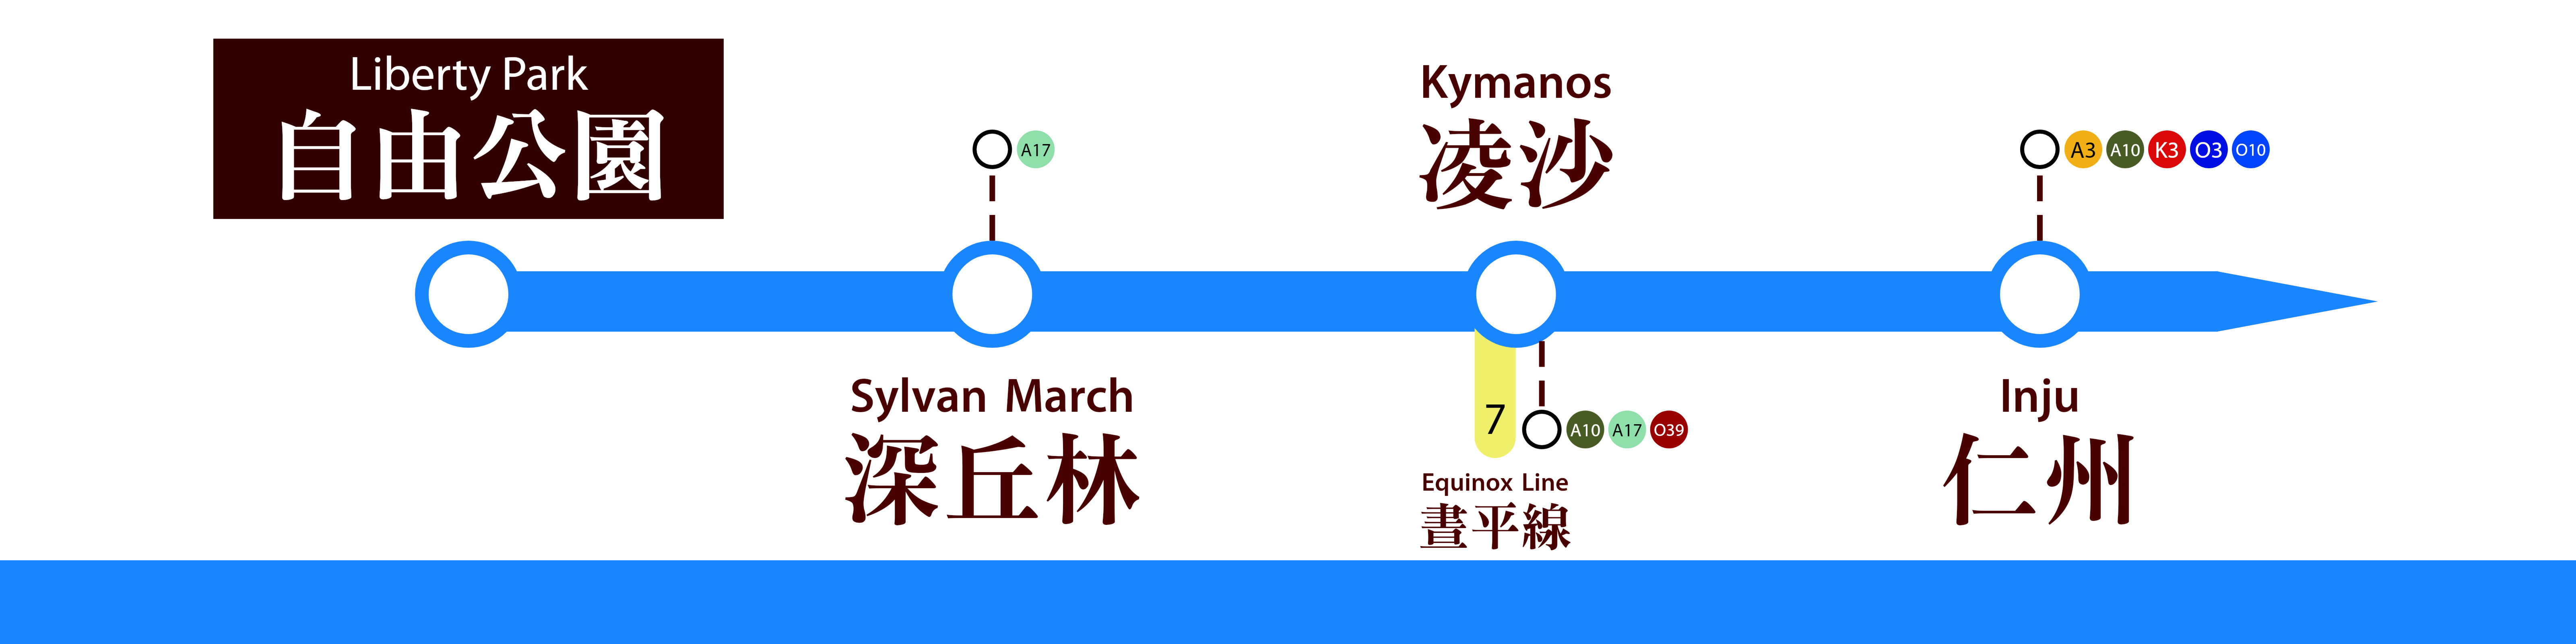 Liberty Park
自由公園
A17
Sylvan March
深丘林
Kymanos
凌沙
7
A10 A17 O39
Equinox Line
晝平線
A3 A10 K3 O3 O10
Inju
仁州